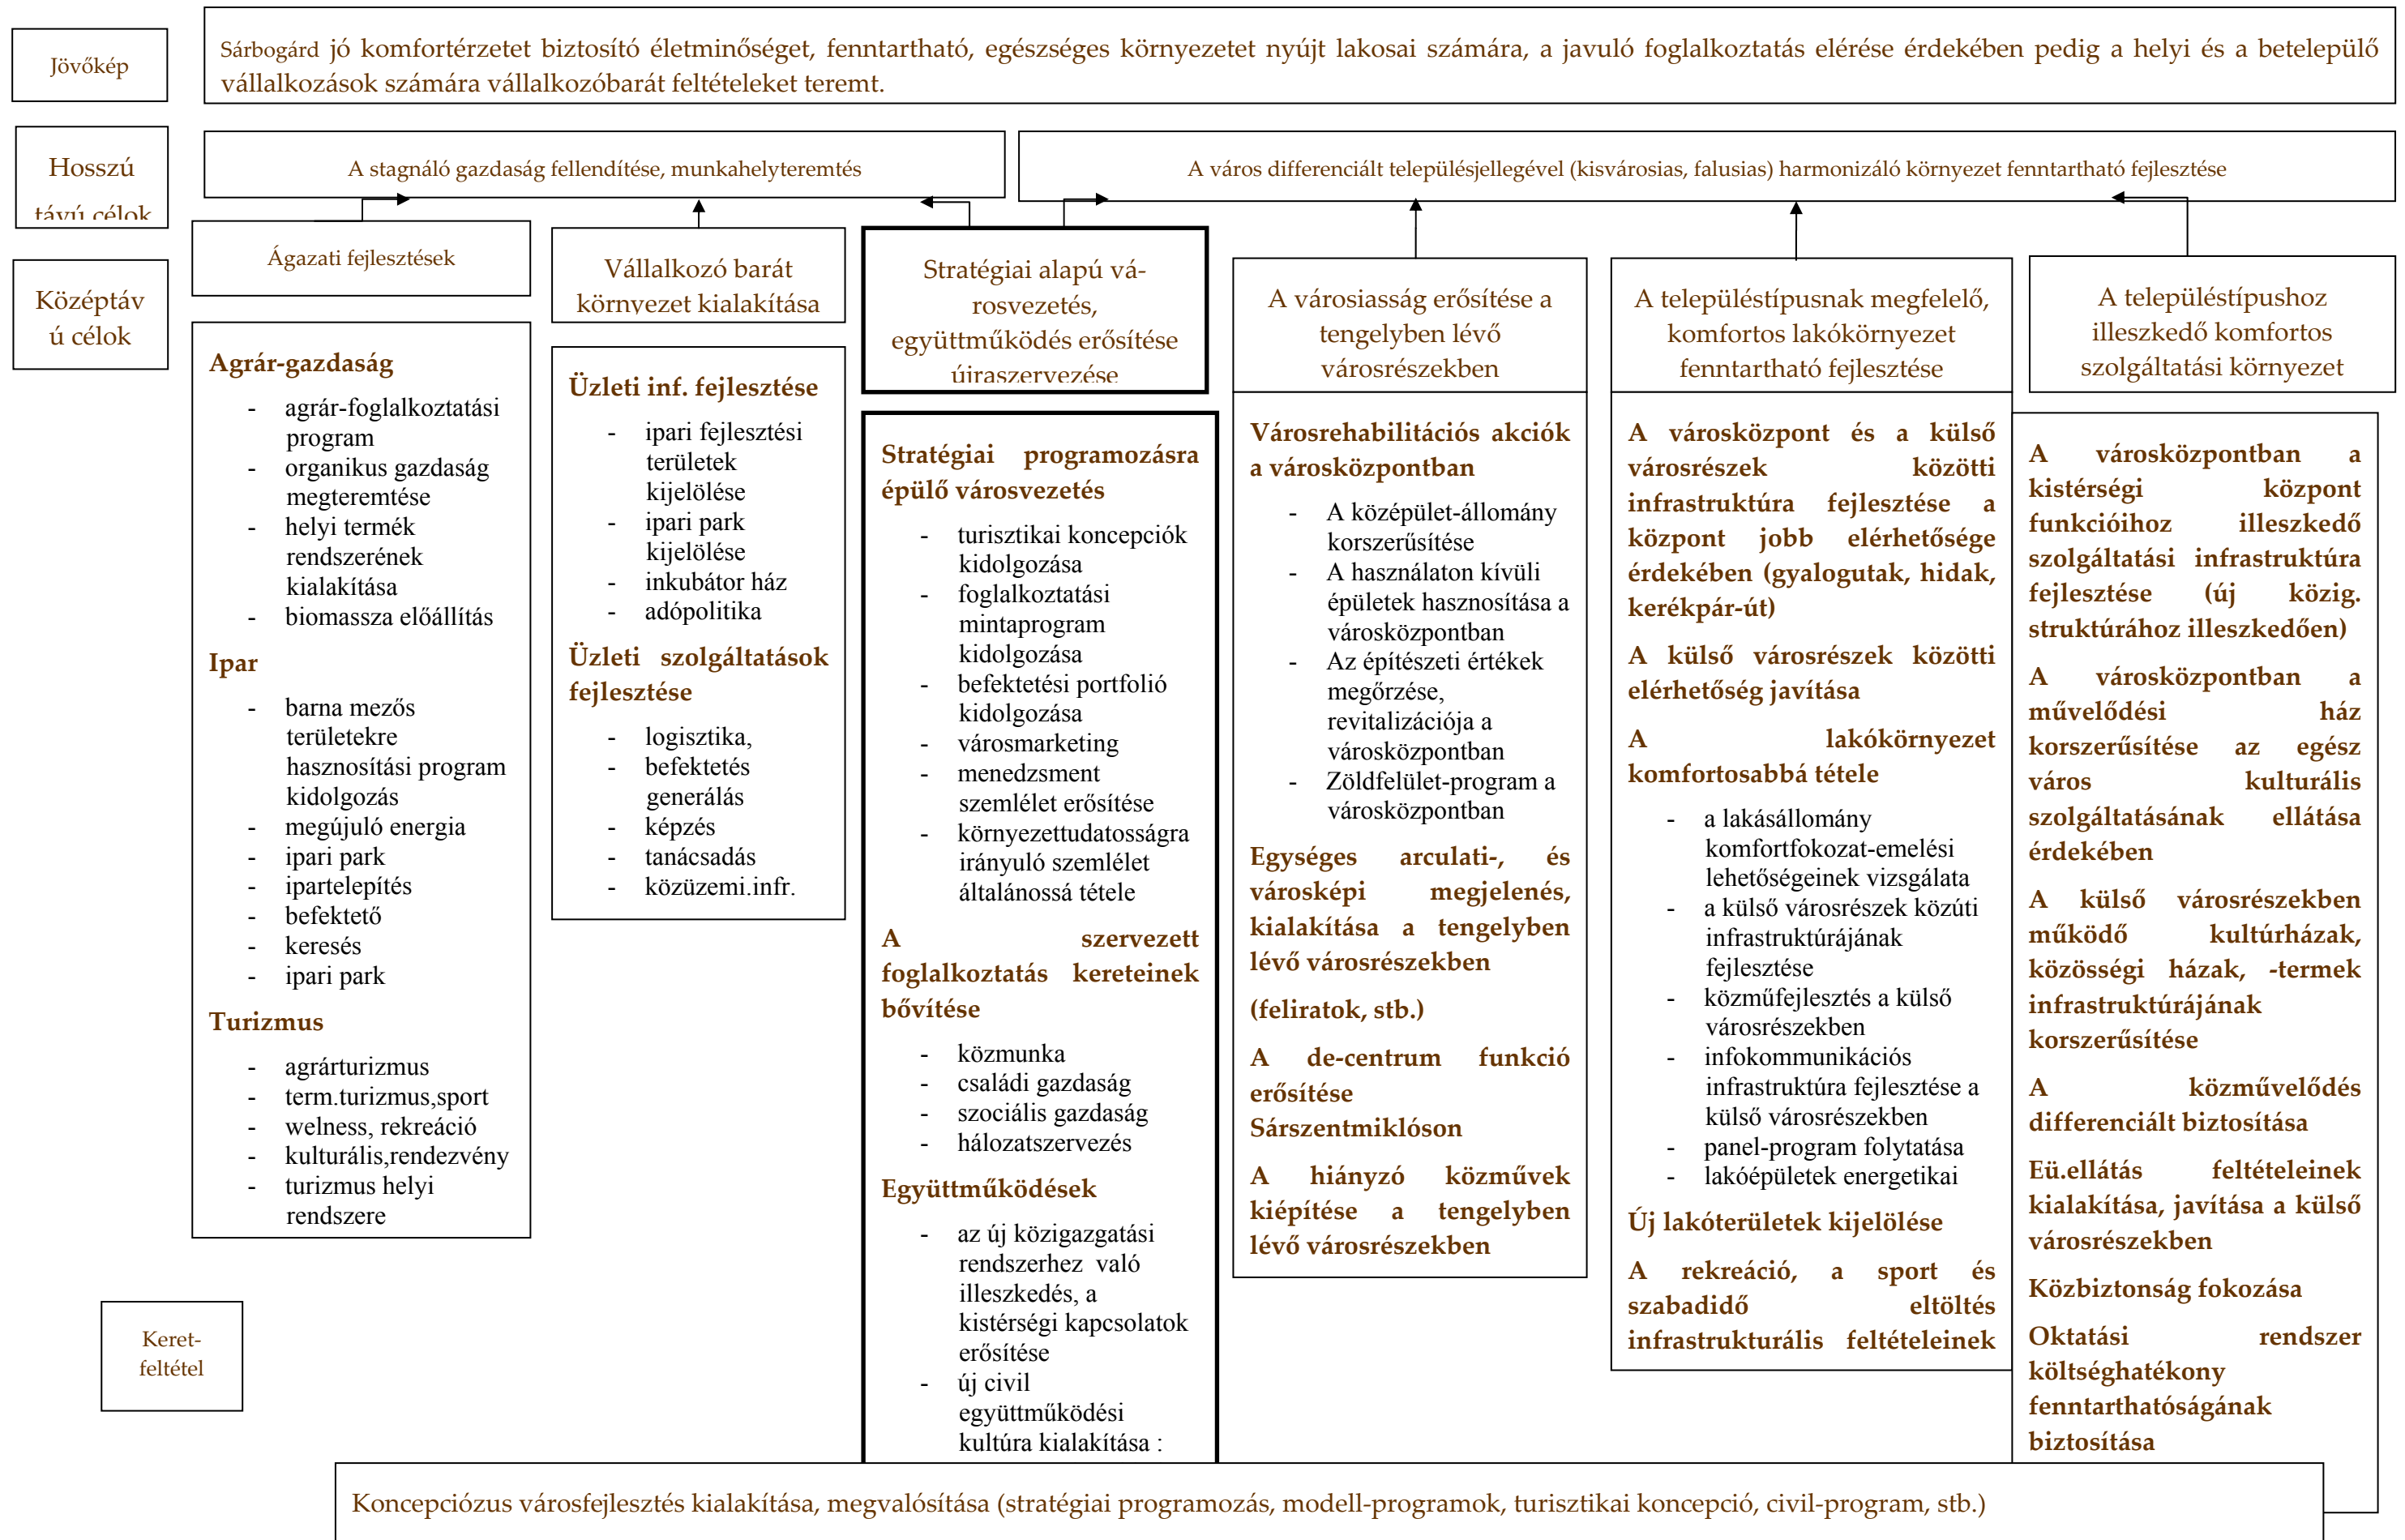 Jövőkép
Sárbogárd jó komfortérzetet biztosító életminőséget, fenntartható, egészséges környezetet nyújt lakosai számára, a javuló foglalkoztatás elérése érdekében pedig a helyi és a betelepülő
vállalkozások számára vállalkozóbarát feltételeket teremt.
Hosszú
távú célok
A stagnáló gazdaság fellendítése, munkahelyteremtés
A város differenciált településjellegével (kisvárosias, falusias) harmonizáló környezet fenntartható fejlesztése
Középtáv
ú célok
Ágazati fejlesztések
Vállalkozó barát
környezet kialakítása
Stratégiai alapú vá-
rosvezetés,
együttműködés erősítése
újraszervezése
A városiasság erősítése a
tengelyben lévő
városrészekben
A településtípusnak megfelelő,
komfortos lakókörnyezet
fenntartható fejlesztése
A településtípushoz
illeszkedő komfortos
szolgáltatási környezet
Agrár-gazdaság
- agrár-foglalkoztatási
program
- organikus gazdaság
megteremtése
- helyi termék
rendszerének
kialakítása
- biomassza előállítás
Ipar
- barna mezős
területekre
hasznosítási program
kidolgozás
- megújuló energia
- ipari park
- ipartelepítés
- befektető
- keresés
- ipari park
Turizmus
- agrárturizmus
- term.turizmus,sport
- welness, rekreáció
- kulturális,rendezvény
- turizmus helyi
rendszere
Üzleti inf. fejlesztése
- ipari fejlesztési
területek
kijelölése
- ipari park
kijelölése
- inkubátor ház
- adópolitika
Üzleti szolgáltatások
fejlesztése
- logisztika,
- befektetés
generálás
- képzés
- tanácsadás
- közüzemi.infr.
Stratégiai programozásra
épülő városvezetés
- turisztikai koncepciók
kidolgozása
- foglalkoztatási
mintaprogram
kidolgozása
- befektetési portfolió
kidolgozása
- városmarketing
- menedzsment
szemlélet erősítése
- környezettudatosságra
irányuló szemlélet
általánossá tétele
A szervezett
foglalkoztatás kereteinek
bővítése
- közmunka
- családi gazdaság
- szociális gazdaság
- hálozatszervezés
Együttműködések
- az új közigazgatási
rendszerhez való
illeszkedés, a
kistérségi kapcsolatok
erősítése
- új civil
együttműködési
kultúra kialakítása :
Városrehabilitációs akciók
a városközpontban
- A középület-állomány
korszerűsítése
- A használaton kívüli
épületek hasznosítása a
városközpontban
- Az építészeti értékek
megőrzése,
revitalizációja a
városközpontban
- Zöldfelület-program a
városközpontban
Egységes arculati-, és
városképi megjelenés,
kialakítása a tengelyben
lévő városrészekben
(feliratok, stb.)
A de-centrum funkció
erősítése
Sárszentmiklóson
A hiányzó közművek
kiépítése a tengelyben
lévő városrészekben
A városközpont és a külső
városrészek közötti
infrastruktúra fejlesztése a
központ jobb elérhetősége
érdekében (gyalogutak, hidak,
kerékpár-út)
A külső városrészek közötti
elérhetőség javítása
A lakókörnyezet
komfortosabbá tétele
- a lakásállomány
komfortfokozat-emelési
lehetőségeinek vizsgálata
- a külső városrészek közúti
infrastruktúrájának
fejlesztése
- közműfejlesztés a külső
városrészekben
- infokommunikációs
infrastruktúra fejlesztése a
külső városrészekben
- panel-program folytatása
- lakóépületek energetikai
Új lakóterületek kijelölése
A rekreáció, a sport és
szabadidő eltöltés
infrastrukturális feltételeinek
A városközpontban a
kistérségi központ
funkcióihoz illeszkedő
szolgáltatási infrastruktúra
fejlesztése (új közig.
struktúrához illeszkedően)
A városközpontban a
művelődési ház
korszerűsítése az egész
város kulturális
szolgáltatásának ellátása
érdekében
A külső városrészekben
működő kultúrházak,
közösségi házak, -termek
infrastruktúrájának
korszerűsítése
A közművelődés
differenciált biztosítása
Eü.ellátás feltételeinek
kialakítása, javítása a külső
városrészekben
Közbiztonság fokozása
Oktatási rendszer
költséghatékony
fenntarthatóságának
biztosítása
Keret-
feltétel
Koncepciózus városfejlesztés kialakítása, megvalósítása (stratégiai programozás, modell-programok, turisztikai koncepció, civil-program, stb.)